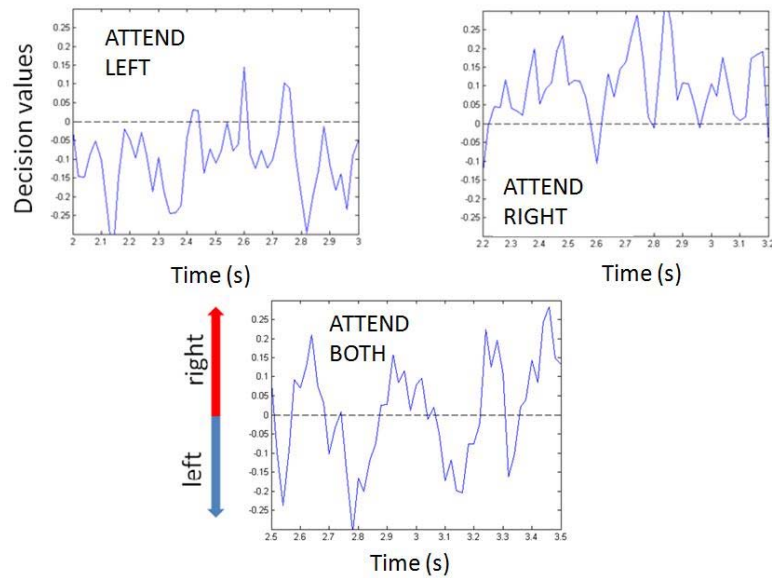 Decision values
0.25
0.2
0.15
0.1
0.05
0
-0.05
-0.1
-0.15
-0.2
-0.25
ATTEND
LEFT
2 2.1 2.2 2.3 2.4 2.5 2.6 2.7 2.8 2.9 3
Time (s)
0.25
0.2
0.15
0.1
0.05
0
-0.05
-0.1
-0.15
-0.2
-0.25
ATTEND
RIGHT
2.2 2.3 2.4 2.5 2.6 2.7 2.8 2.9 3 3.1 3.2
Time (s)
right
left
0.25
0.2
0.15
0.1
0.05
0
-0.05
-0.1
-0.15
-0.2
-0.25
ATTEND
BOTH
2.5 2.6 2.7 2.8 2.9 3 3.1 3.2 3.3 3.4 3.5
Time (s)